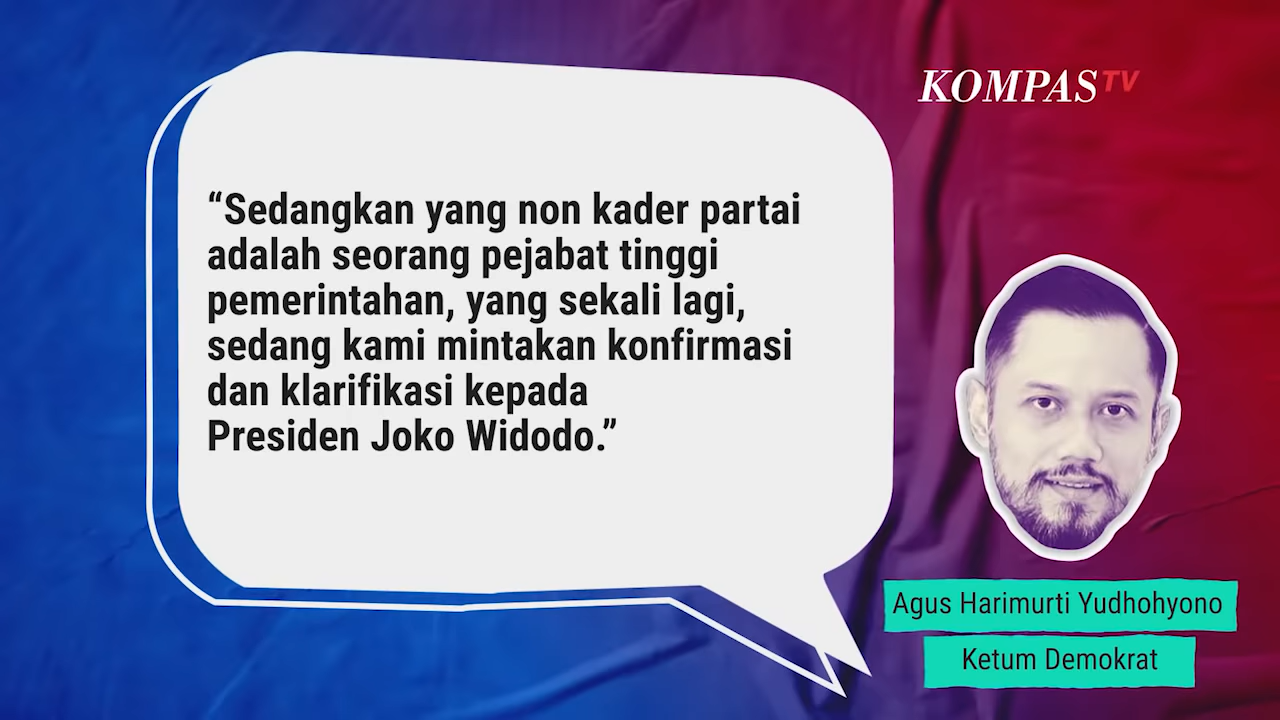 KOMPASTV
“Sedangkan yang non kader partai
adalah seorang pejabat tinggi
pemerintahan, yang sekali lagi,
sedang kami mintakan konfirmasi
dan klarifikasi kepada
Presiden Joko Widodo.”
Agus Harimurti Yudhohyono
Ketum Demokrat